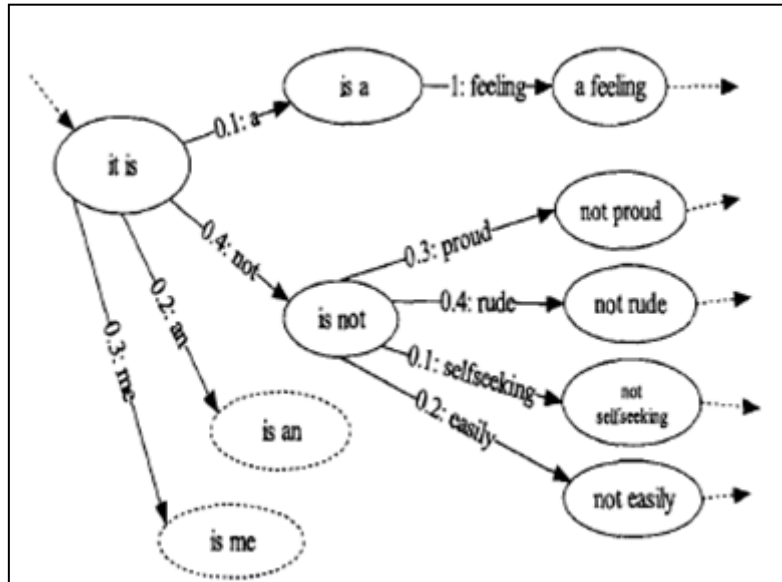 is a
1: feeling
a feeling
0.1: a
it is
not proud
0.3: proud
0.4: not
0.4: rude
not rude
is not
0.2: an
0.1: selfseeking
0.3: me
not
selfseeking
0.2: easily
is an
not easily
is me